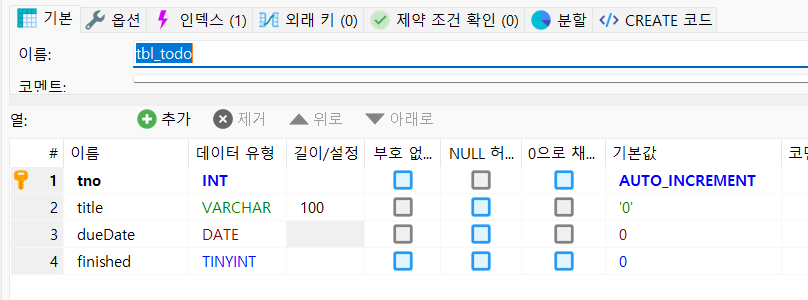 기본 옵션 인덱스 (1) 외래 키 (0) 제약 조건 확인 (0) 분할 CREATE 코드
이름: tbl_todo
코멘트:
열: 추가 제거 위로 아래로
# 이름 데이터 유형 길이/설정 부호 없... NULL 허... 0으로 채... 기본값 코멘
1 tno INT AUTO_INCREMENT
2 title VARCHAR 100 '0'
3 dueDate DATE 0
4 finished TINYINT 0